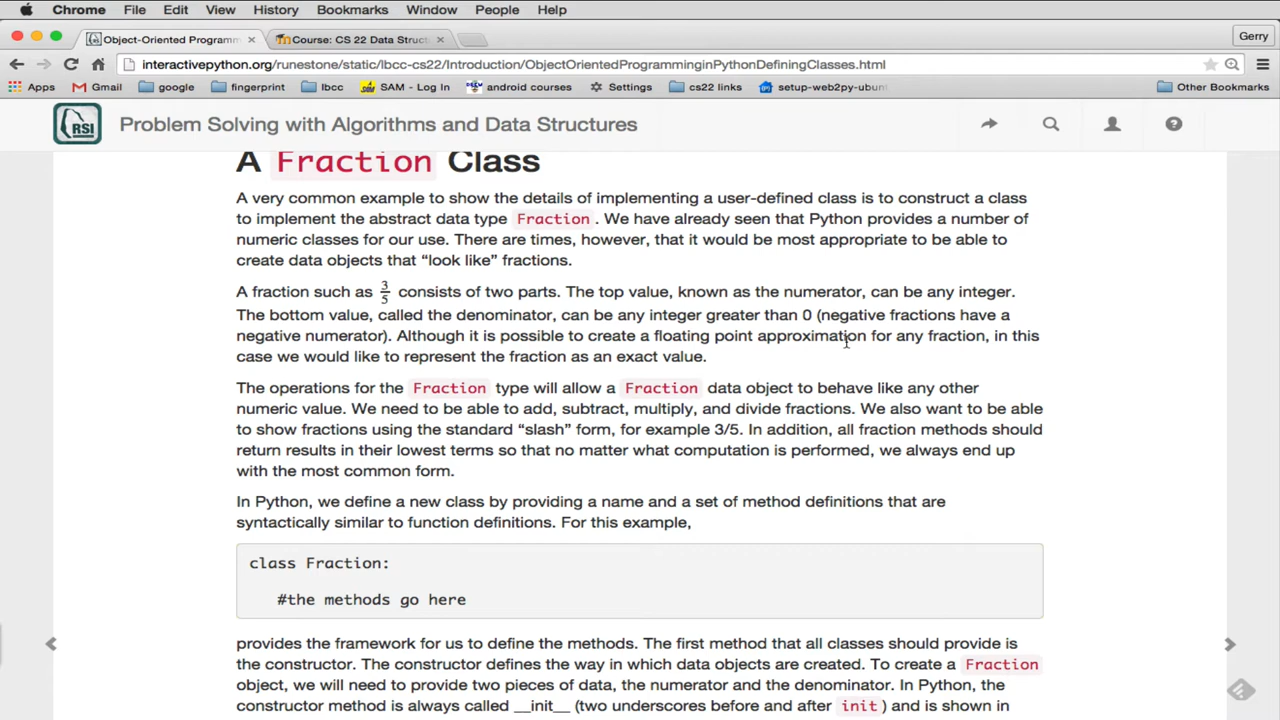 Chrome File Edit View History Bookmarks Window People Help
Object-Oriented Programm
Course: CS 22 Data Struct
Gerry
interactivepython.org/runestone/static/lbcc-cs22/Introduction/ObjectOrientedProgramminginPythonDefiningClasses.html
Apps Gmail google fingerprint lbcc SAM - Log In android courses Settings cs22 links setup-web2py-ubun Other Bookmarks
RSI Problem Solving with Algorithms and Data Structures
A Fraction Class
A very common example to show the details of implementing a user-defined class is to construct a class
to implement the abstract data type Fraction. We have already seen that Python provides a number of
numeric classes for our use. There are times, however, that it would be most appropriate to be able to
create data objects that “look like” fractions.
A fraction such as 3/5 consists of two parts. The top value, known as the numerator, can be any integer.
The bottom value, called the denominator, can be any integer greater than 0 (negative fractions have a
negative numerator). Although it is possible to create a floating point approximation for any fraction, in this
case we would like to represent the fraction as an exact value.
The operations for the Fraction type will allow a Fraction data object to behave like any other
numeric value. We need to be able to add, subtract, multiply, and divide fractions. We also want to be able
to show fractions using the standard “slash” form, for example 3/5. In addition, all fraction methods should
return results in their lowest terms so that no matter what computation is performed, we always end up
with the most common form.
In Python, we define a new class by providing a name and a set of method definitions that are
syntactically similar to function definitions. For this example,
class Fraction:
#the methods go here
provides the framework for us to define the methods. The first method that all classes should provide is
the constructor. The constructor defines the way in which data objects are created. To create a Fraction
object, we will need to provide two pieces of data, the numerator and the denominator. In Python, the
constructor method is always called __init__ (two underscores before and after init) and is shown in